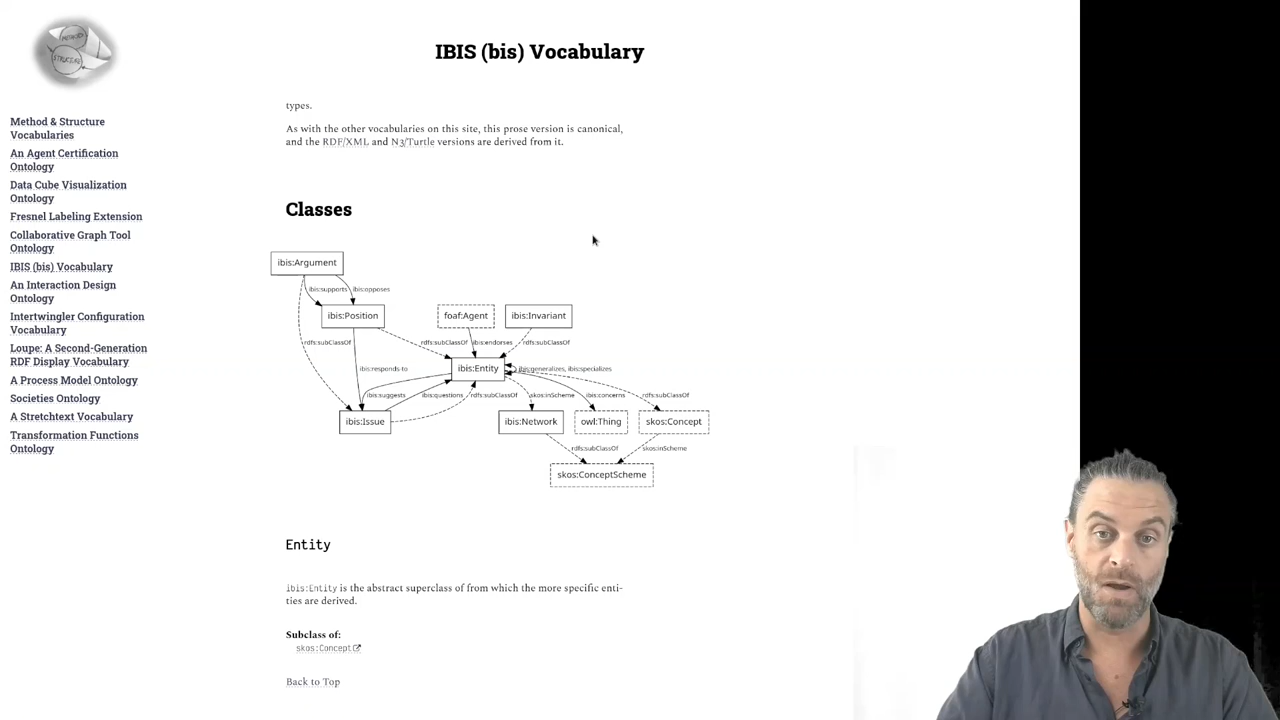 METHOD
STRUCTURE
IBIS (bis) Vocabulary
Method & Structure
Vocabularies
An Agent Certification
Ontology
Data Cube Visualization
Ontology
Fresnel Labeling Extension
Collaborative Graph Tool
Ontology
IBIS (bis) Vocabulary
An Interaction Design
Ontology
Intertwingler Configuration
Vocabulary
Loupe: A Second-Generation
RDF Display Vocabulary
A Process Model Ontology
Societies Ontology
A Stretchtext Vocabulary
Transformation Functions
Ontology
types.
As with the other vocabularies on this site, this prose version is canonical,
and the RDF/XML and N3/Turtle versions are derived from it.
Classes
ibis:Argument
ibis:supports ibis:opposes
ibis:Position foaf:Agent ibis:Invariant
rdfs:subClassOf rdfs:subClassOf ibis:endorses rdfs:subClassOf
ibis:responds-to ibis:Entity ibis:generalizes, ibis:specializes
ibis:suggests ibis:questions rdfs:subClassOf skos:inScheme ibis:concerns rdfs:subClassOf
ibis:Issue ibis:Network owl:Thing skos:Concept
rdfs:subClassOf skos:inScheme
skos:ConceptScheme
Entity
ibis:Entity is the abstract superclass of from which the more specific enti-
ties are derived.
Subclass of:
skos:Concept
Back to Top